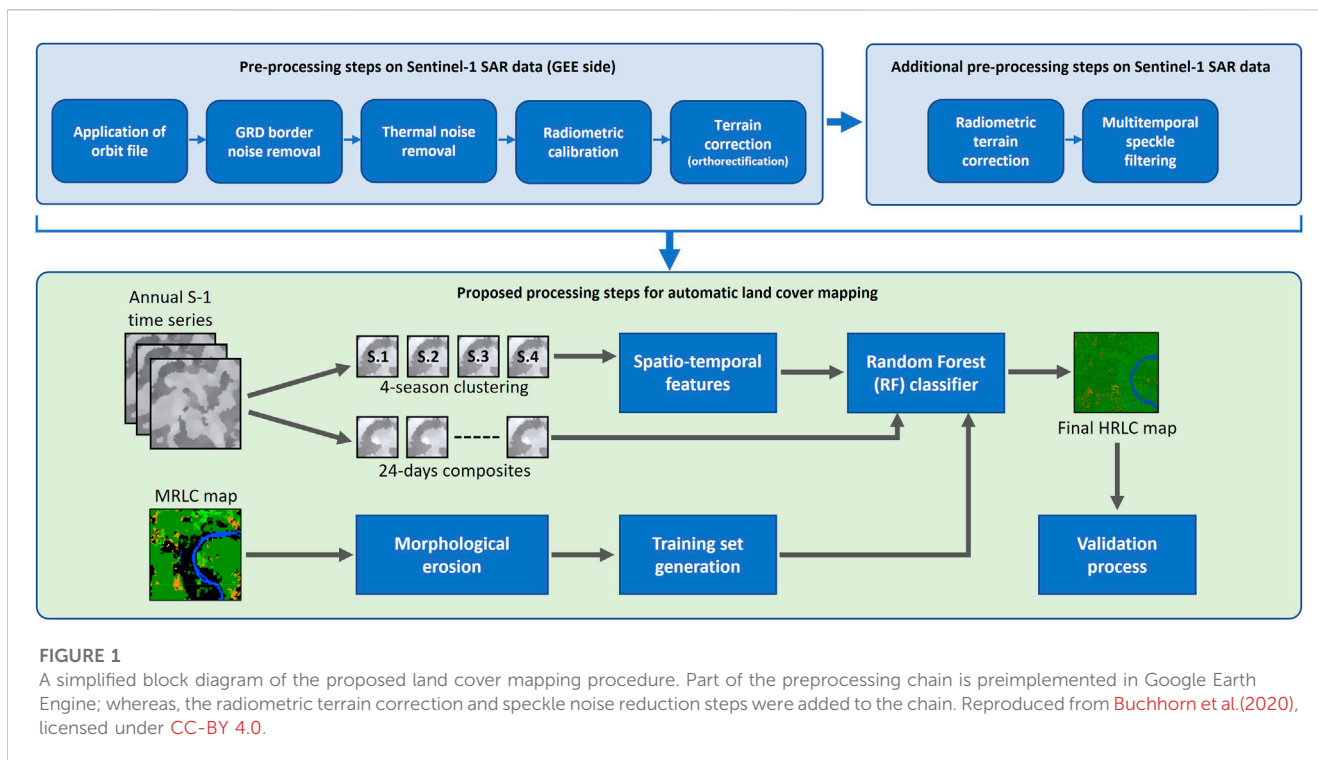 Pre-processing steps on Sentinel-1 SAR data (GEE side)
Application of
orbit file
GRD border
noise removal
Thermal noise
removal
Radiometric
calibration
Terrain
correction
(orthorectification)
Additional pre-processing steps on Sentinel-1 SAR data
Radiometric
terrain
correction
Multitemporal
speckle
filtering
Proposed processing steps for automatic land cover mapping
Annual S-1
time series
S.1 S.2 S.3 S.4
4-season clustering
Spatio-temporal
features
Random Forest
(RF) classifier
Final HRLC map
24-days composites
MRLC map
Morphological
erosion
Training set
generation
Validation
process
FIGURE 1
A simplified block diagram of the proposed land cover mapping procedure. Part of the preprocessing chain is preimplemented in Google Earth
Engine; whereas, the radiometric terrain correction and speckle noise reduction steps were added to the chain. Reproduced from Buchhorn et al.(2020),
licensed under CC-BY 4.0.